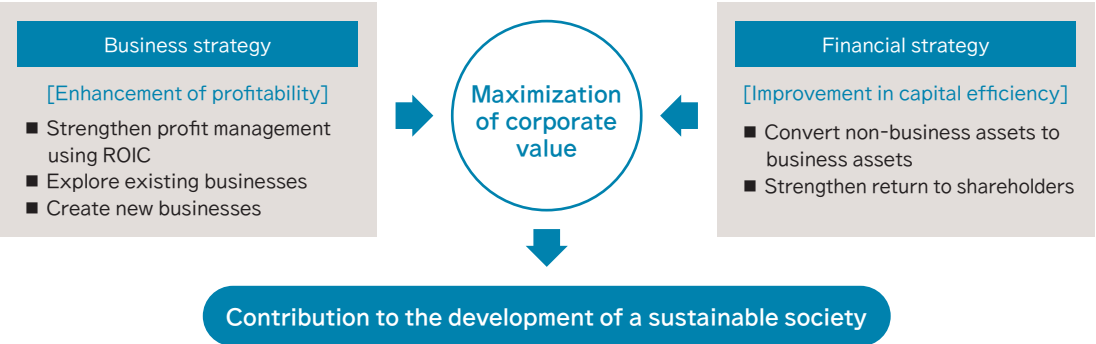 Business strategy
[Enhancement of profitability]
■ Strengthen profit management
using ROIC
■ Explore existing businesses
■ Create new businesses
Maximization
of corporate
value
Financial strategy
[Improvement in capital efficiency]
■ Convert non-business assets to
business assets
■ Strengthen return to shareholders
Contribution to the development of a sustainable society